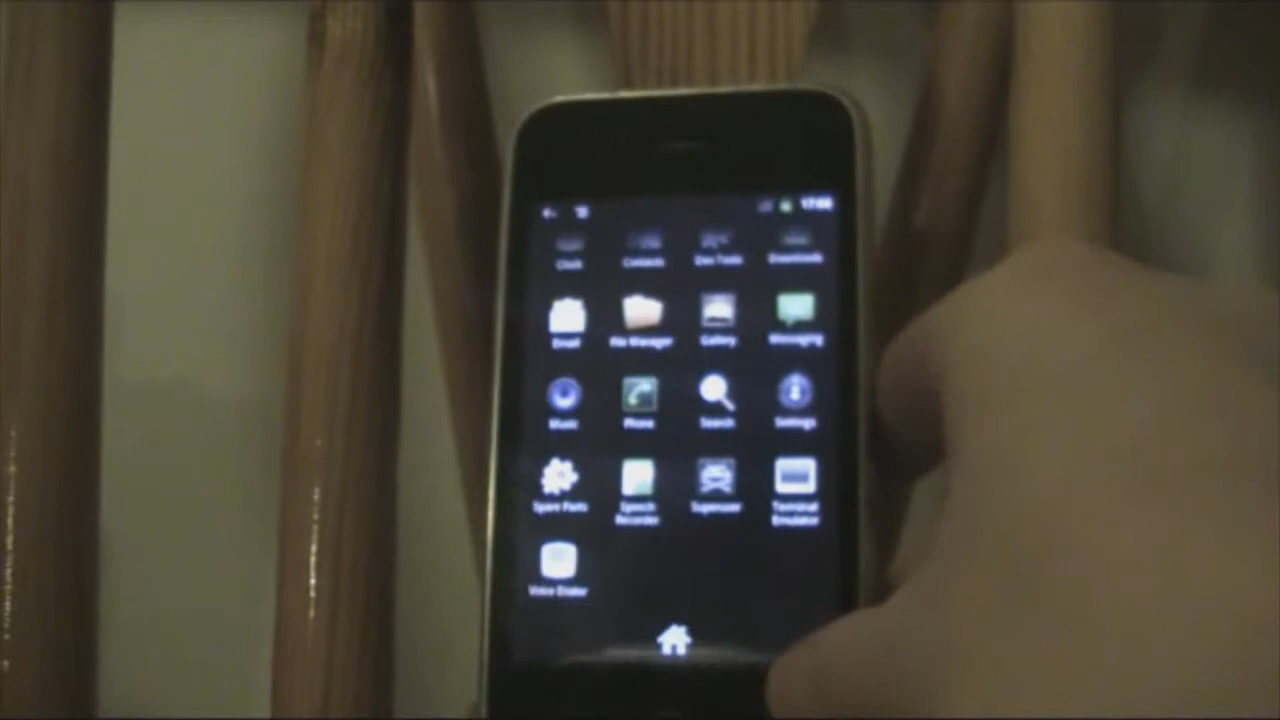 Clock
Contacts
Dev Tools
Downloads
Email
File Manager
Gallery
Messaging
Music
Phone
Search
Settings
Spare Parts
Speech
Recorder
Superuser
Terminal
Emulator
Voice Dialer